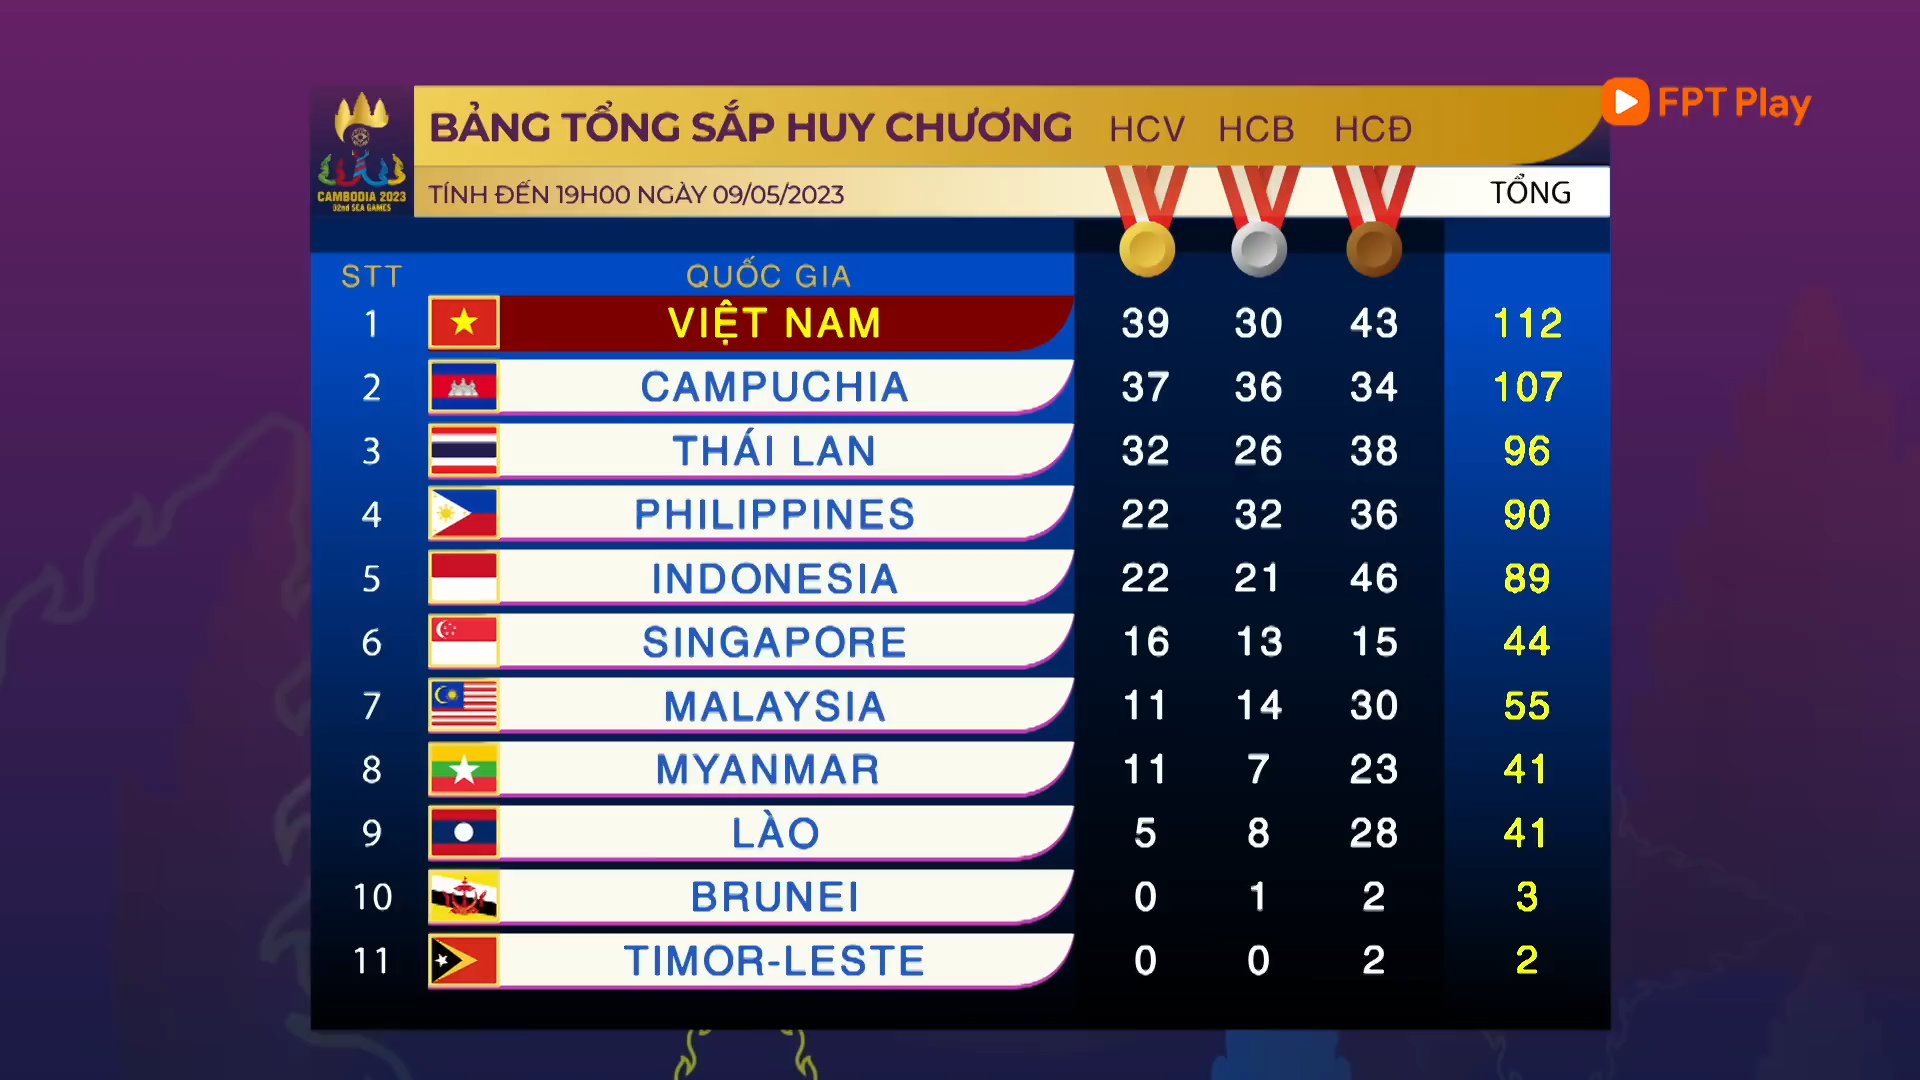 FPT Play
BẢNG TỔNG SẮP HUY CHƯƠNG HCV HCB HCĐ
CAMBODIA 2023
32nd SEA GAMES
TÍNH ĐẾN 19H00 NGÀY 09/05/2023 TỔNG
STT QUỐC GIA
1 VIỆT NAM 39 30 43 112
2 CAMPUCHIA 37 36 34 107
3 THÁI LAN 32 26 38 96
4 PHILIPPINES 22 32 36 90
5 INDONESIA 22 21 46 89
6 SINGAPORE 16 13 15 44
7 MALAYSIA 11 14 30 55
8 MYANMAR 11 7 23 41
9 LÀO 5 8 28 41
10 BRUNEI 0 1 2 3
11 TIMOR-LESTE 0 0 2 2